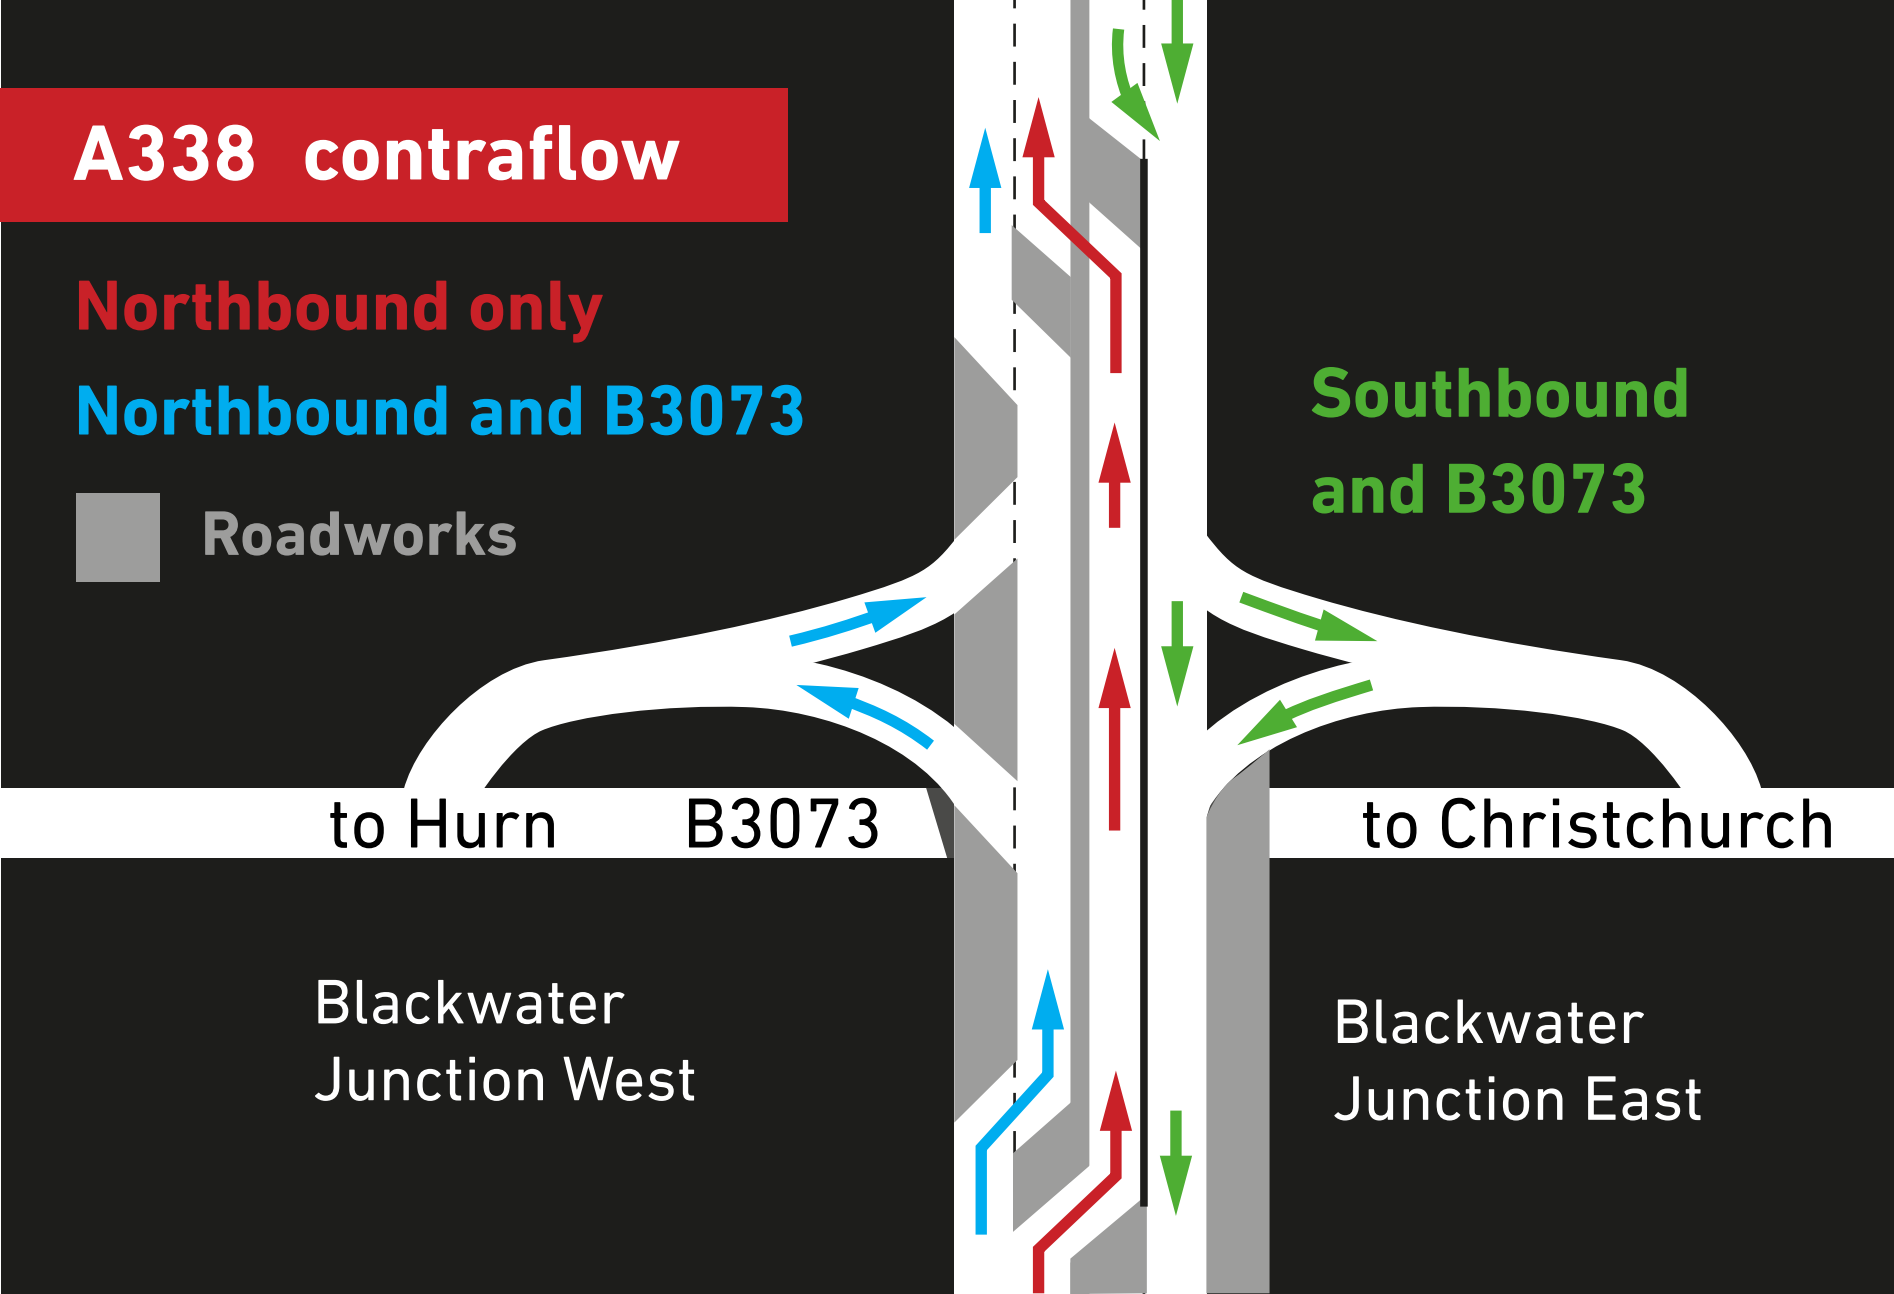 A338 contraflow
Northbound only
Northbound and B3073
Roadworks
Southbound
and B3073
to Hurn B3073
to Christchurch
Blackwater
Junction West
Blackwater
Junction East